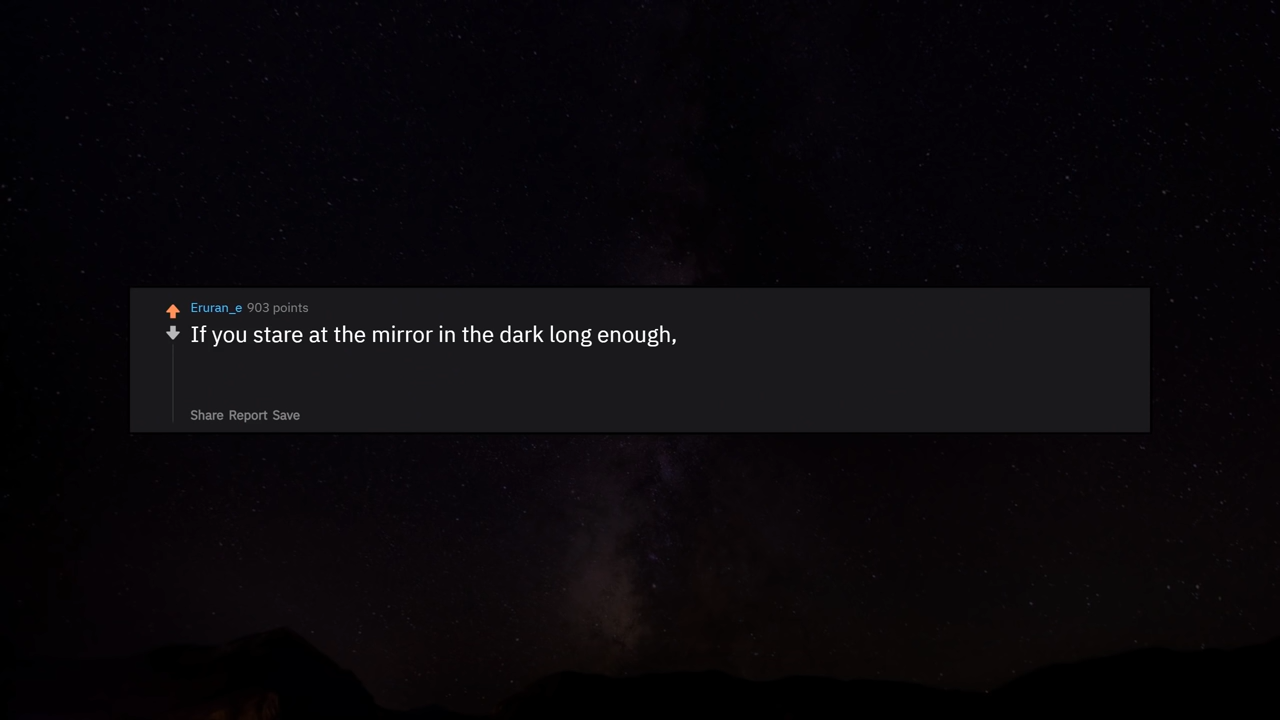 Eruran_e 903 points
If you stare at the mirror in the dark long enough,
Share Report Save